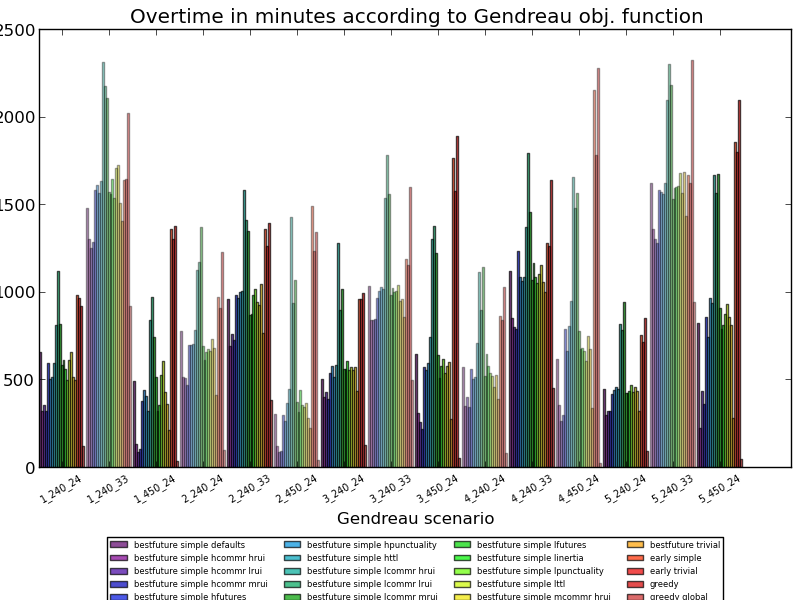 Overtime in minutes according to Gendreau obj. function
2500
2000
1500
1000
500
0
1_240_24 1_240_33 1_450_24 2_240_24 2_240_33 2_450_24 3_240_24 3_240_33 3_450_24 4_240_24 4_240_33 4_450_24 5_240_24 5_240_33 5_450_24
Gendreau scenario
bestfuture simple defaults bestfuture simple hpunctuality bestfuture simple lfutures bestfuture trivial
bestfuture simple hcommr hrui bestfuture simple httl bestfuture simple linertia early simple
bestfuture simple hcommr lrui bestfuture simple lcommr hrui bestfuture simple lpunctuality early trivial
bestfuture simple hcommr mrui bestfuture simple lcommr lrui bestfuture simple lttl greedy
bestfuture simple hfutures bestfuture simple lcommr mrui bestfuture simple mcommr hrui greedy global